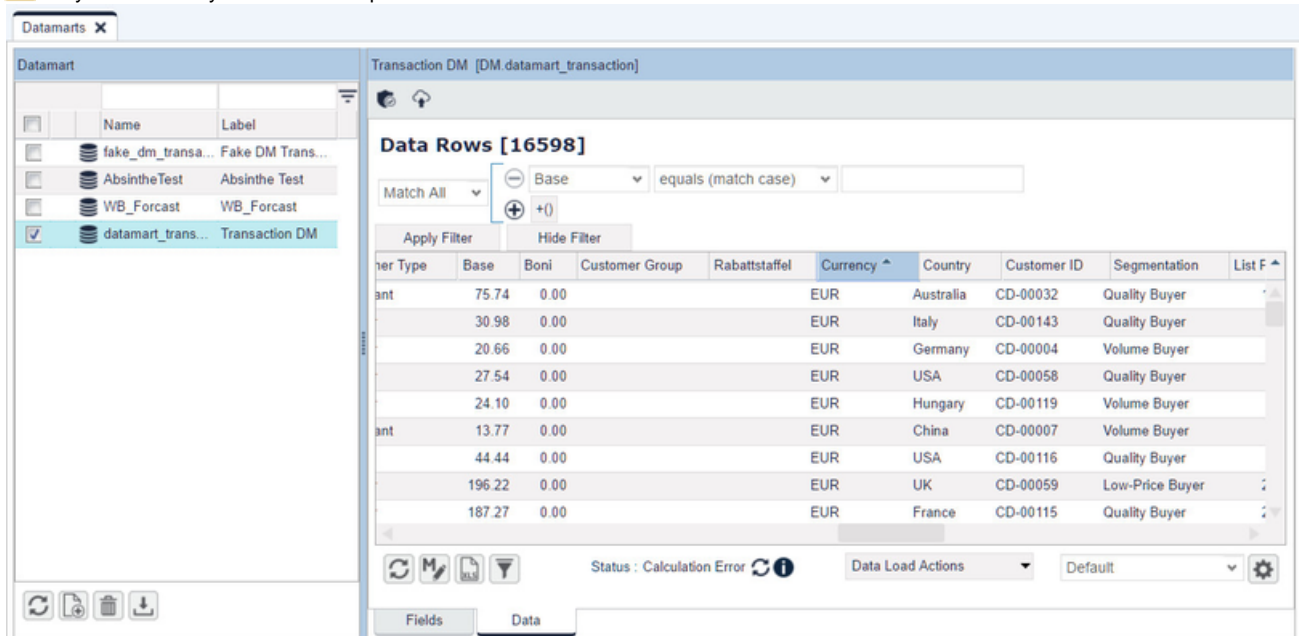 Datamarts X
Datamart
Transaction DM [DM.datamart_transaction]
Name Label
fake_dm_transa... Fake DM Trans...
AbsintheTest Absinthe Test
WB_Forcast WB_Forcast
datamart_trans... Transaction DM
Data Rows [16598]
Match All
Base equals (match case)
+()
Apply Filter Hide Filter
ner Type Base Boni Customer Group Rabattstaffel Currency Country Customer ID Segmentation List
ant 75.74 0.00 EUR Australia CD-00032 Quality Buyer
30.98 0.00 EUR Italy CD-00143 Quality Buyer
20.66 0.00 EUR Germany CD-00004 Volume Buyer
27.54 0.00 EUR USA CD-00058 Quality Buyer
24.10 0.00 EUR Hungary CD-00119 Volume Buyer
ant 13.77 0.00 EUR China CD-00007 Volume Buyer
44.44 0.00 EUR USA CD-00116 Quality Buyer
196.22 0.00 EUR UK CD-00059 Low-Price Buyer
187.27 0.00 EUR France CD-00115 Quality Buyer
M XLS Status : Calculation Error Data Load Actions Default
Fields Data